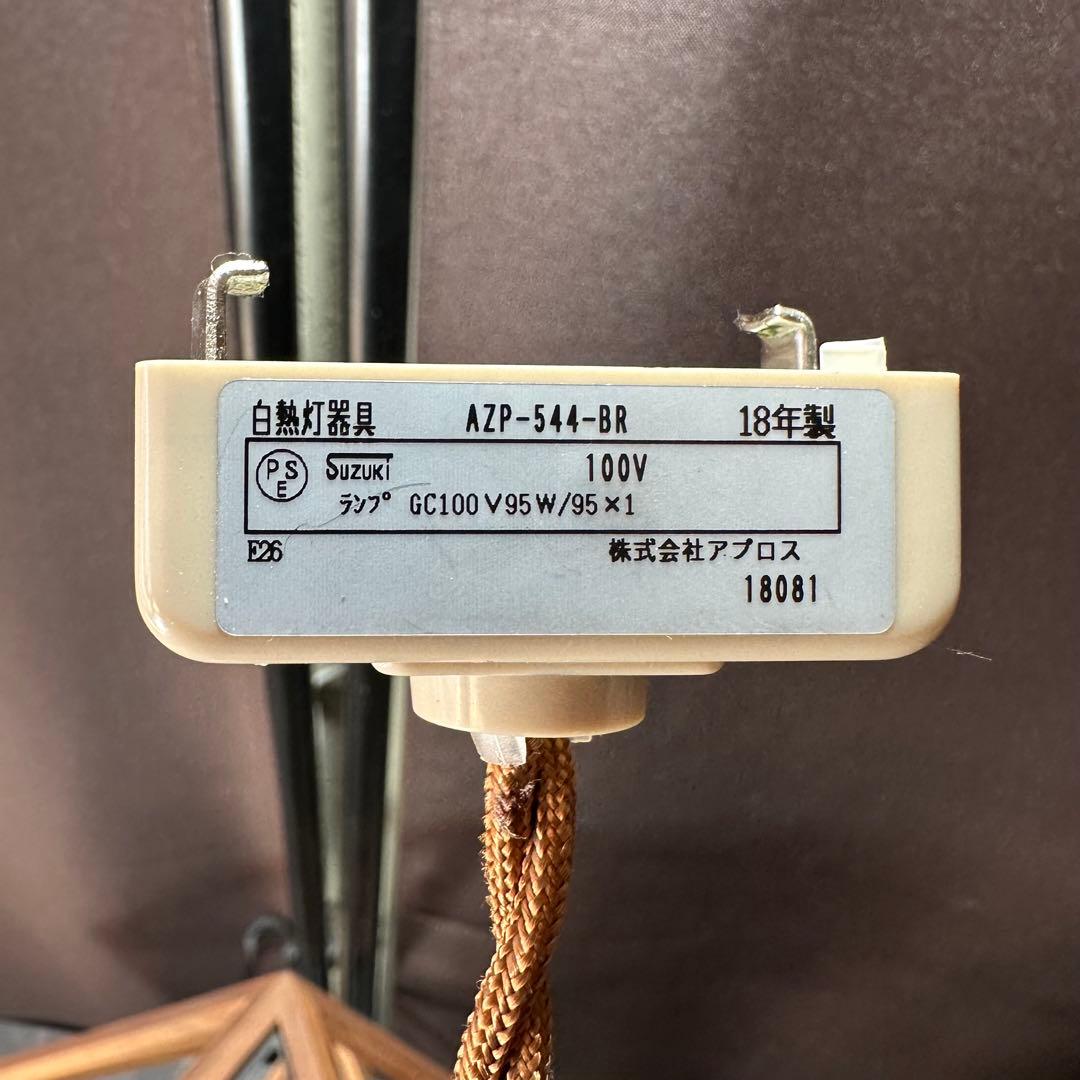 白熱灯器具 AZP-544-BR 18年製
PSE SUZUKI 100V
ランプ GC100V95W/95×1
E26 株式会社アプロス
18081